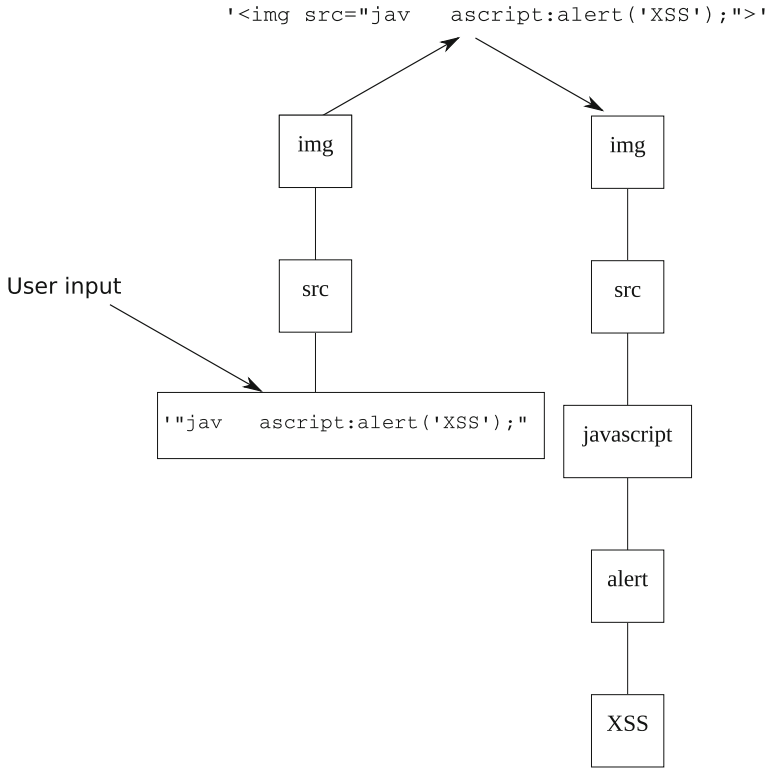 '<img src="jav   ascript:alert('XSS');">'
img
img
src
src
User input
'"jav   ascript:alert('XSS');"
javascript
alert
XSS